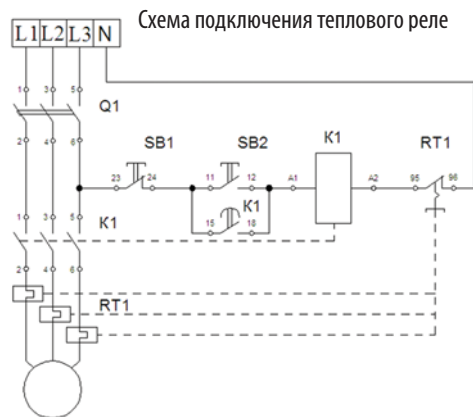 Схема подключения теплового реле
L1 L2 L3 N
1 3 5
Q1
2 4 6
SB1 SB2 K1 RT1
23 24 11 12 A1 A2 95 96
15 18 K1
1 3 5
K1
2 4 6
RT1